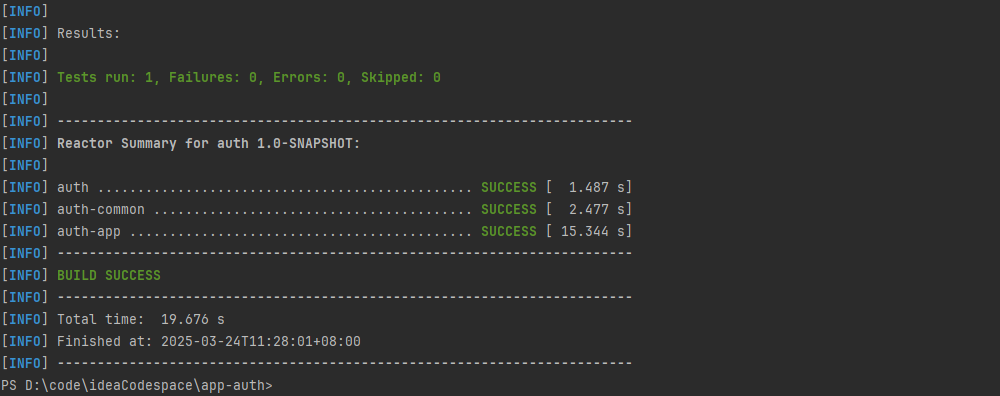 [INFO]
[INFO] Results:
[INFO]
[INFO] Tests run: 1, Failures: 0, Errors: 0, Skipped: 0
[INFO]
[INFO] ------------------------------------------------------------------------
[INFO] Reactor Summary for auth 1.0-SNAPSHOT:
[INFO]
[INFO] auth ............................................... SUCCESS [  1.487 s]
[INFO] auth-common ........................................ SUCCESS [  2.477 s]
[INFO] auth-app ........................................... SUCCESS [ 15.344 s]
[INFO] ------------------------------------------------------------------------
[INFO] BUILD SUCCESS
[INFO] ------------------------------------------------------------------------
[INFO] Total time:  19.676 s
[INFO] Finished at: 2025-03-24T11:28:01+08:00
[INFO] ------------------------------------------------------------------------
PS D:\code\ideaCodespace\app-auth>